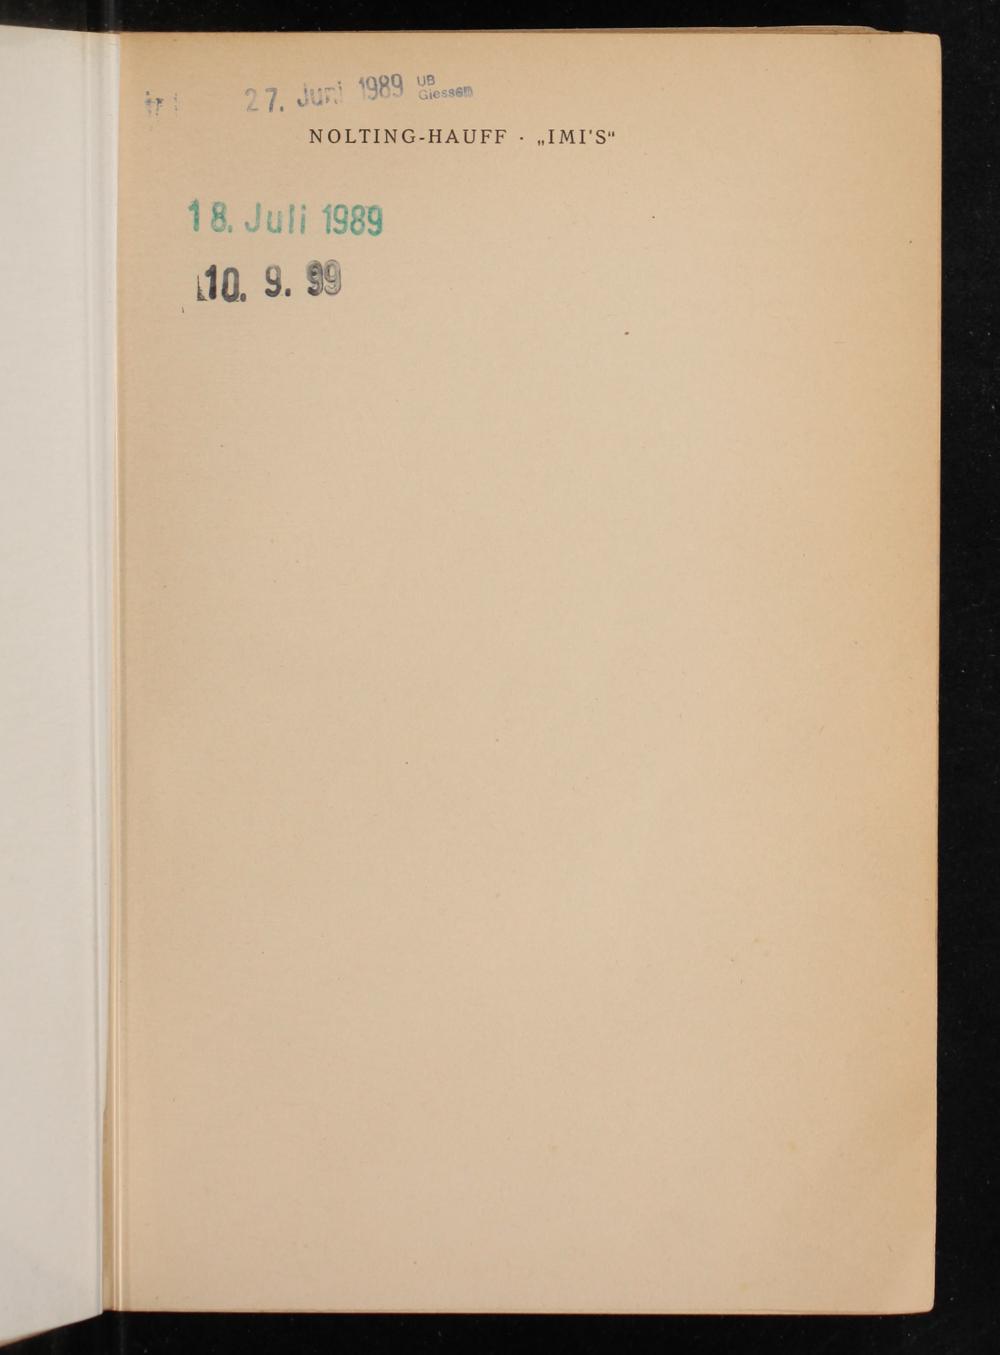 27. Juni 1989 UB
Giessen
NOLTING-HAUFF · „IMI'S“
18. Juli 1989
10. 9. 99